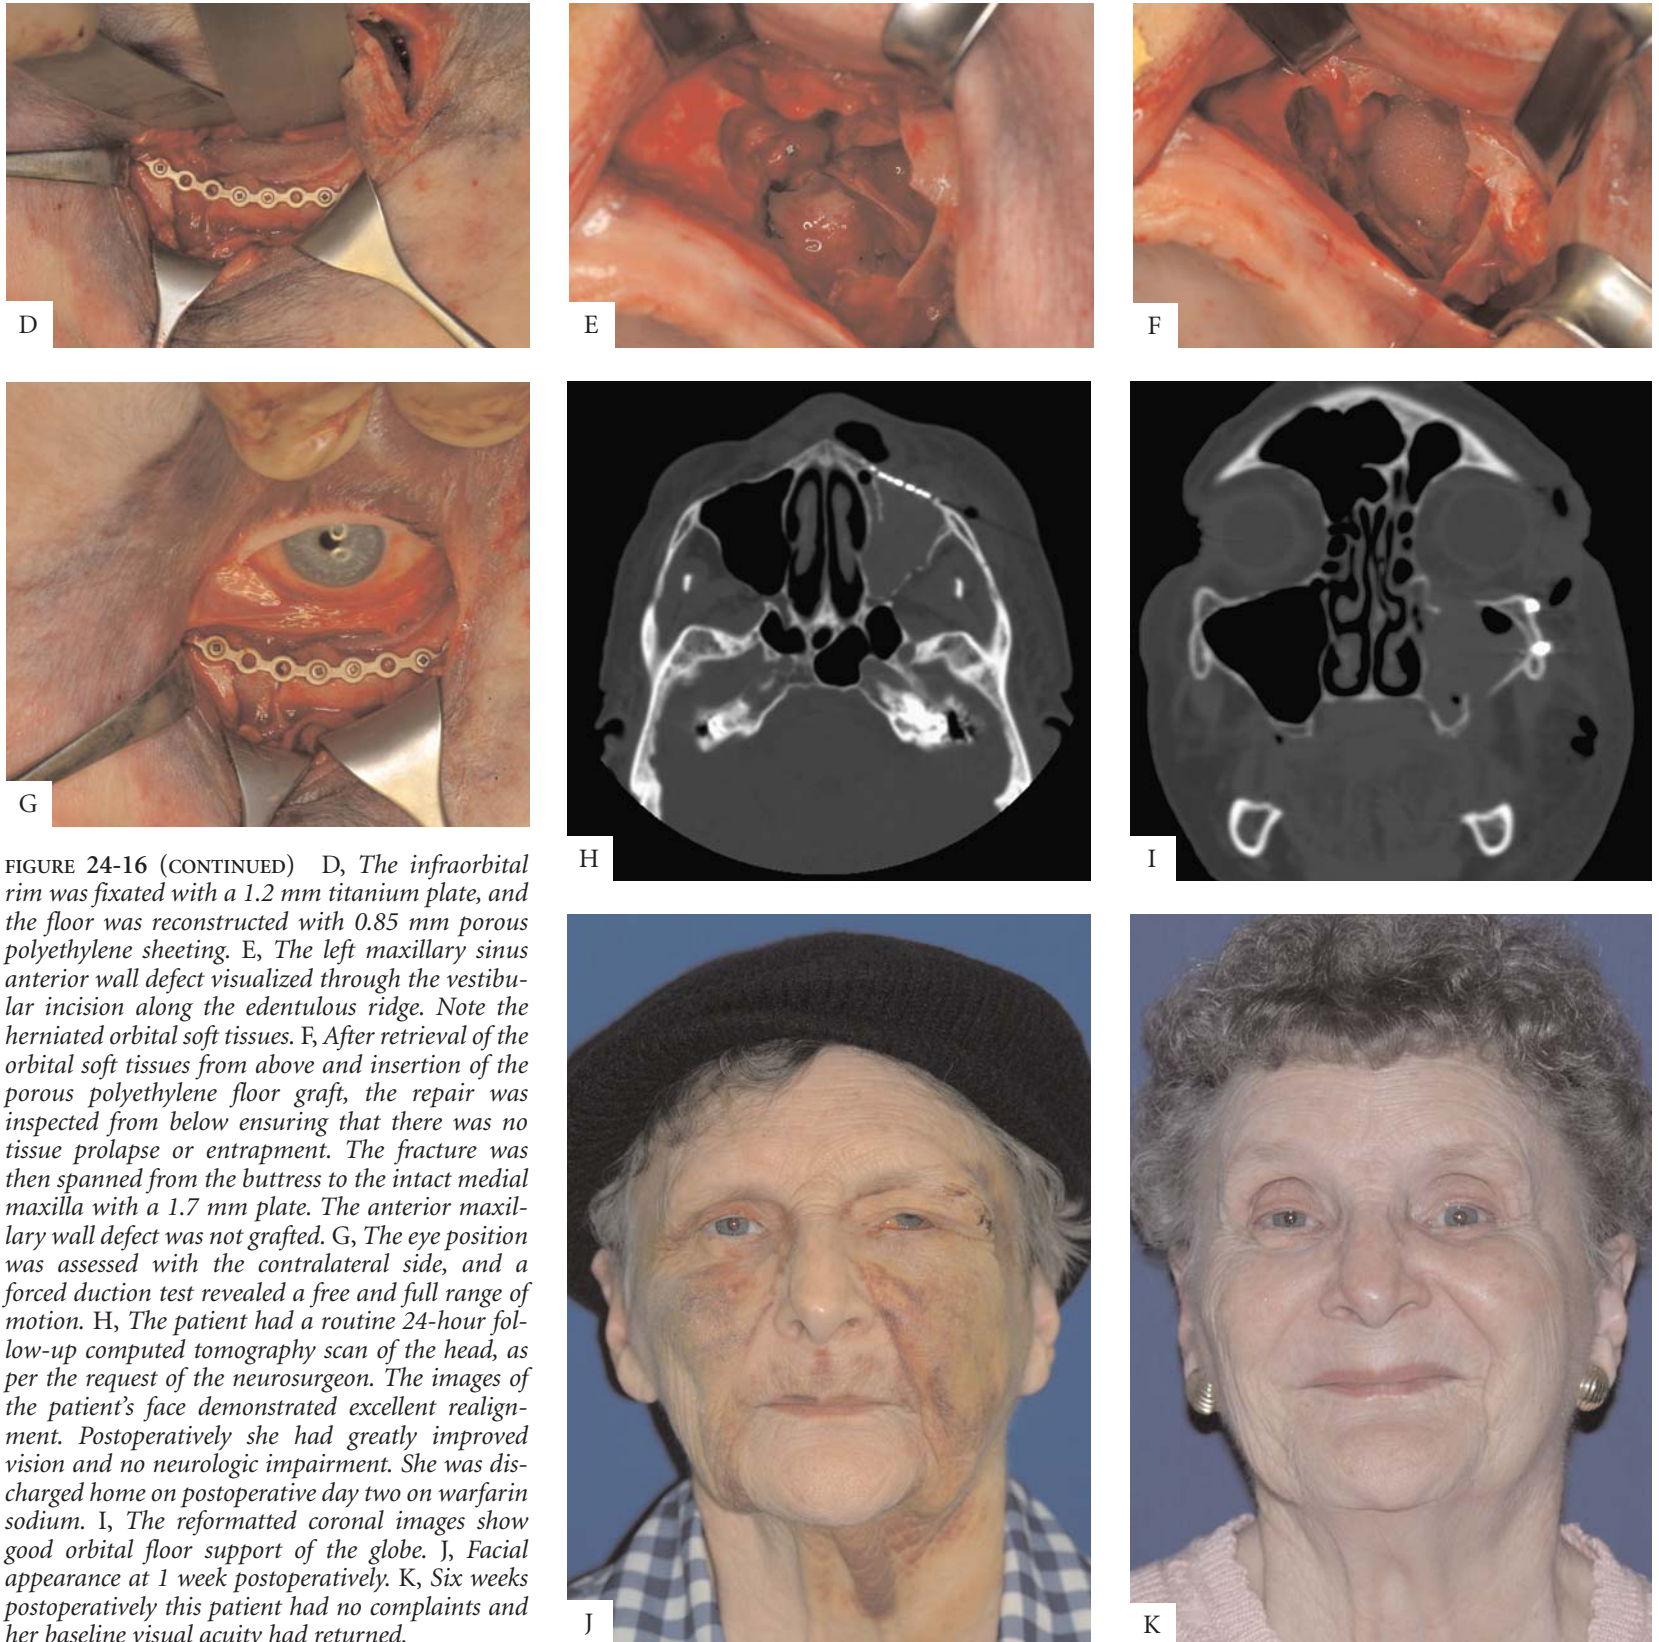 D
E
F
G
H
I
FIGURE 24-16 (CONTINUED) D, The infraorbital
rim was fixated with a 1.2 mm titanium plate, and
the floor was reconstructed with 0.85 mm porous
polyethylene sheeting. E, The left maxillary sinus
anterior wall defect visualized through the vestibu-
lar incision along the edentulous ridge. Note the
herniated orbital soft tissues. F, After retrieval of the
orbital soft tissues from above and insertion of the
porous polyethylene floor graft, the repair was
inspected from below ensuring that there was no
tissue prolapse or entrapment. The fracture was
then spanned from the buttress to the intact medial
maxilla with a 1.7 mm plate. The anterior maxil-
lary wall defect was not grafted. G, The eye position
was assessed with the contralateral side, and a
forced duction test revealed a free and full range of
motion. H, The patient had a routine 24-hour fol-
low-up computed tomography scan of the head, as
per the request of the neurosurgeon. The images of
the patient's face demonstrated excellent realign-
ment. Postoperatively she had greatly improved
vision and no neurologic impairment. She was dis-
charged home on postoperative day two on warfarin
sodium. I, The reformatted coronal images show
good orbital floor support of the globe. J, Facial
appearance at 1 week postoperatively. K, Six weeks
postoperatively this patient had no complaints and
her baseline visual acuity had returned.
J
K